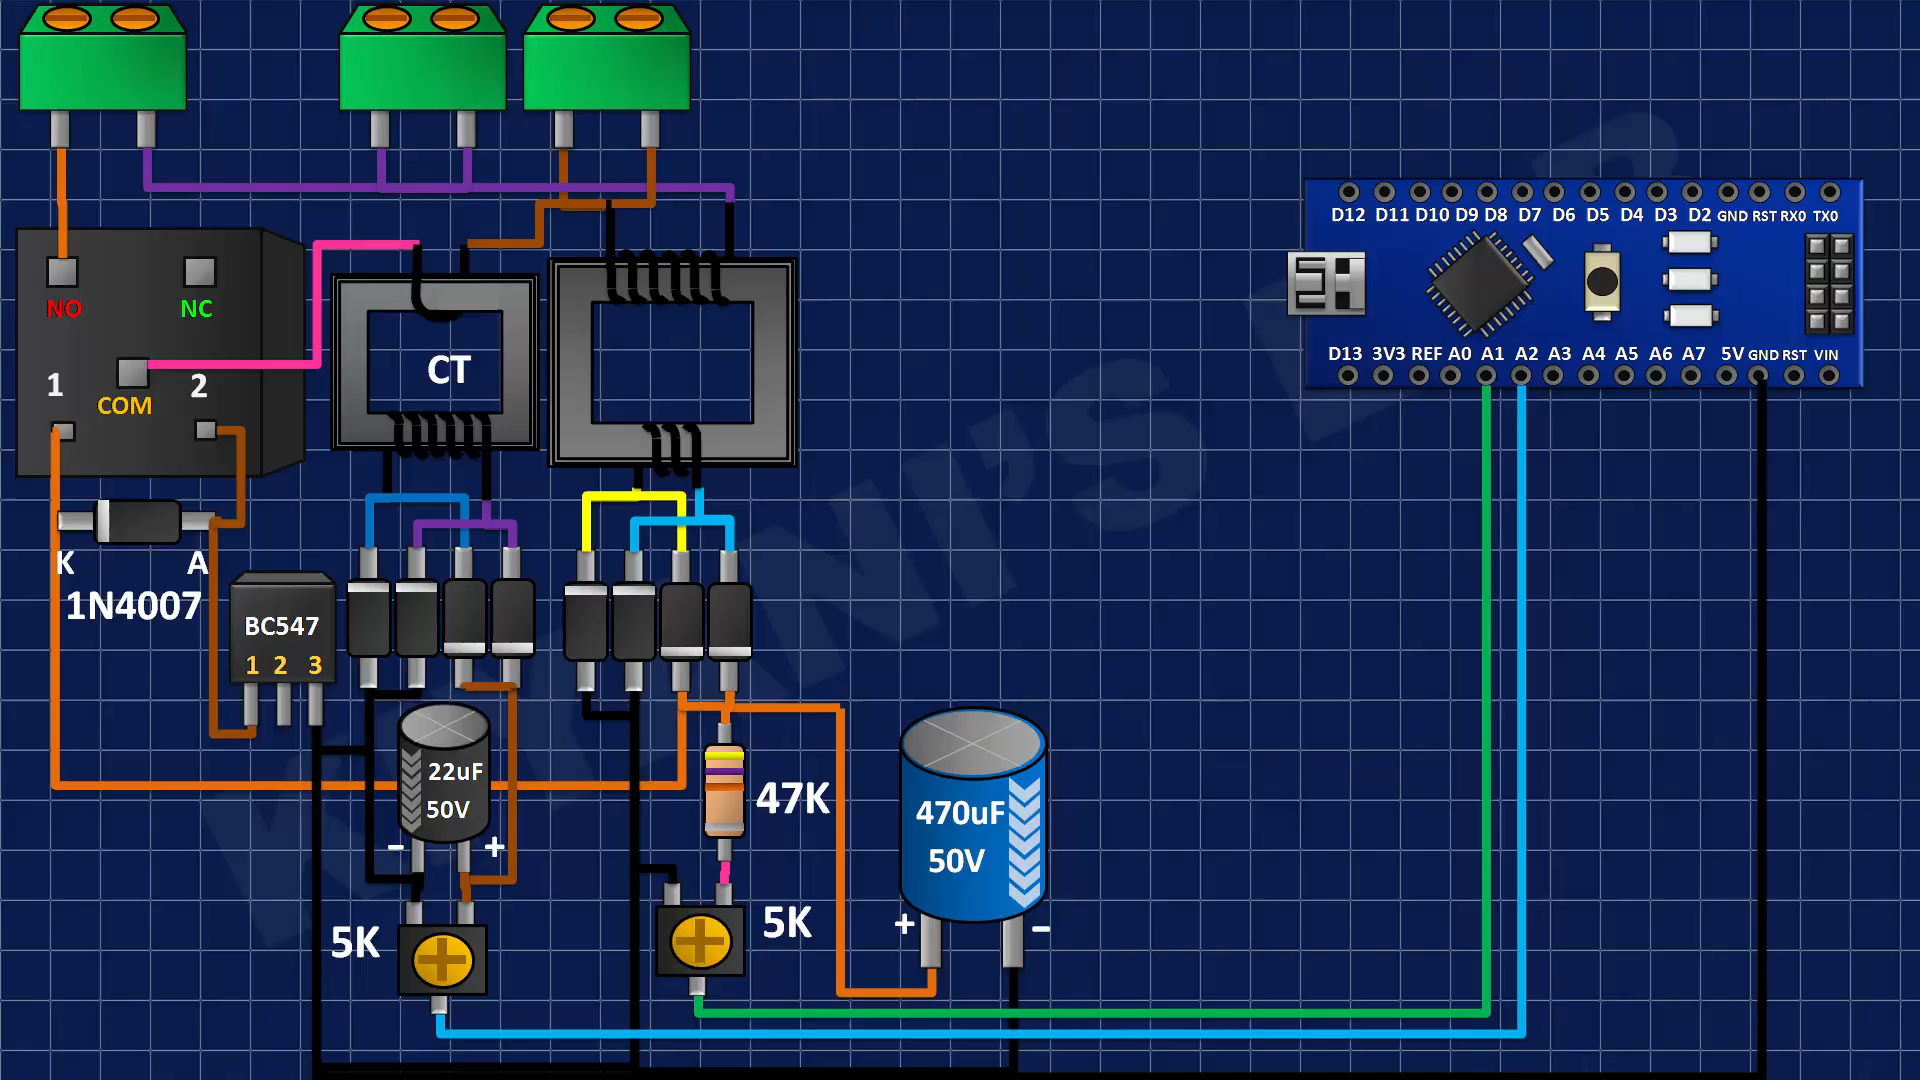 D12 D11 D10 D9 D8 D7 D6 D5 D4 D3 D2 GND RST RX0 TX0
NO NC
D13 3V3 REF A0 A1 A2 A3 A4 A5 A6 A7 5V GND RST VIN
CT
1 2
COM
K A
1N4007
BC547
1 2 3
22uF
50V
- +
47K
470uF
50V
+ -
5K
5K
KIYANI'S LAB